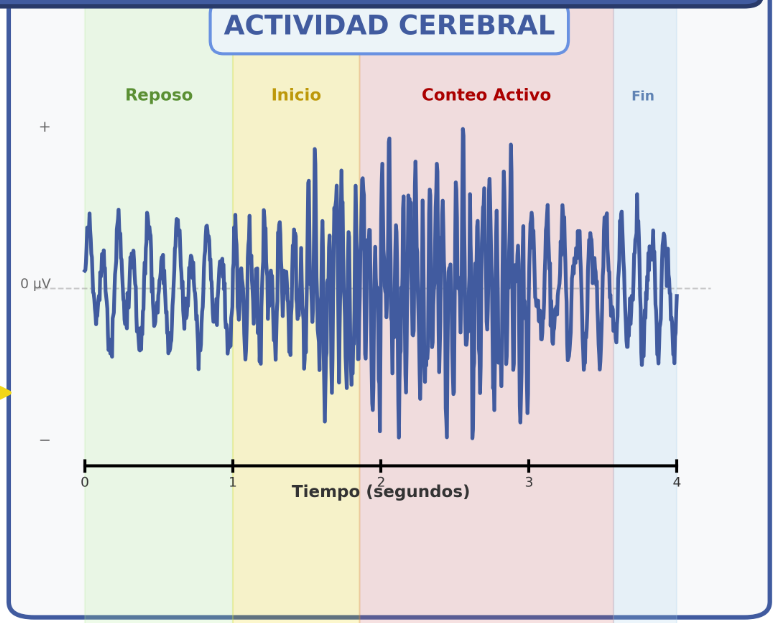 ACTIVIDAD CEREBRAL
Reposo Inicio Conteo Activo Fin
+
0 µV
−
0 1 2 3 4
Tiempo (segundos)